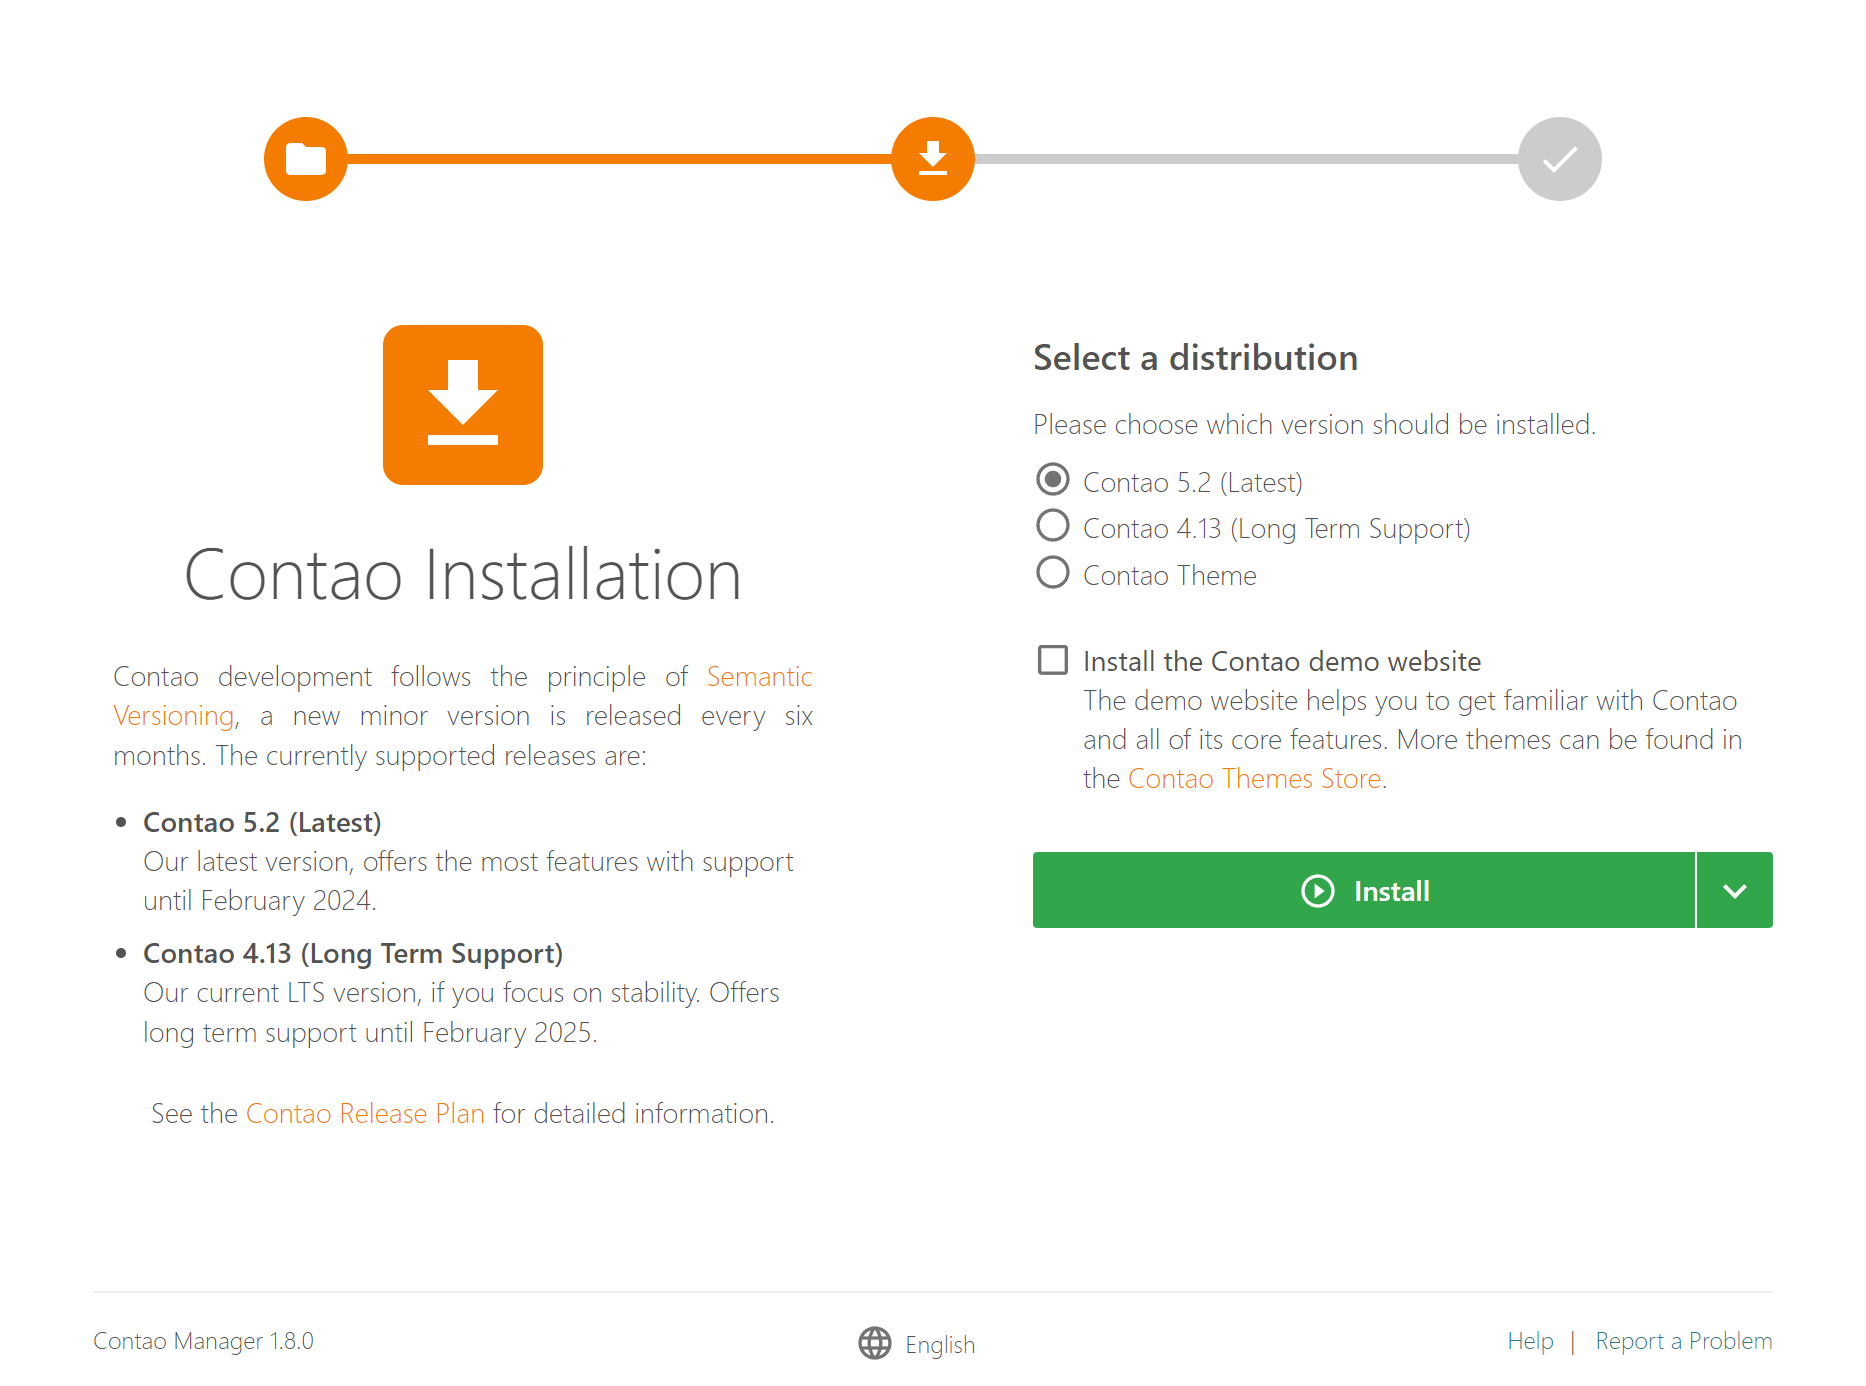 Contao Installation
Contao development follows the principle of Semantic
Versioning, a new minor version is released every six
months. The currently supported releases are:
• Contao 5.2 (Latest)
Our latest version, offers the most features with support
until February 2024.
• Contao 4.13 (Long Term Support)
Our current LTS version, if you focus on stability. Offers
long term support until February 2025.
See the Contao Release Plan for detailed information.
Select a distribution
Please choose which version should be installed.
Contao 5.2 (Latest)
Contao 4.13 (Long Term Support)
Contao Theme
Install the Contao demo website
The demo website helps you to get familiar with Contao
and all of its core features. More themes can be found in
the Contao Themes Store.
Install
Contao Manager 1.8.0
English
Help | Report a Problem